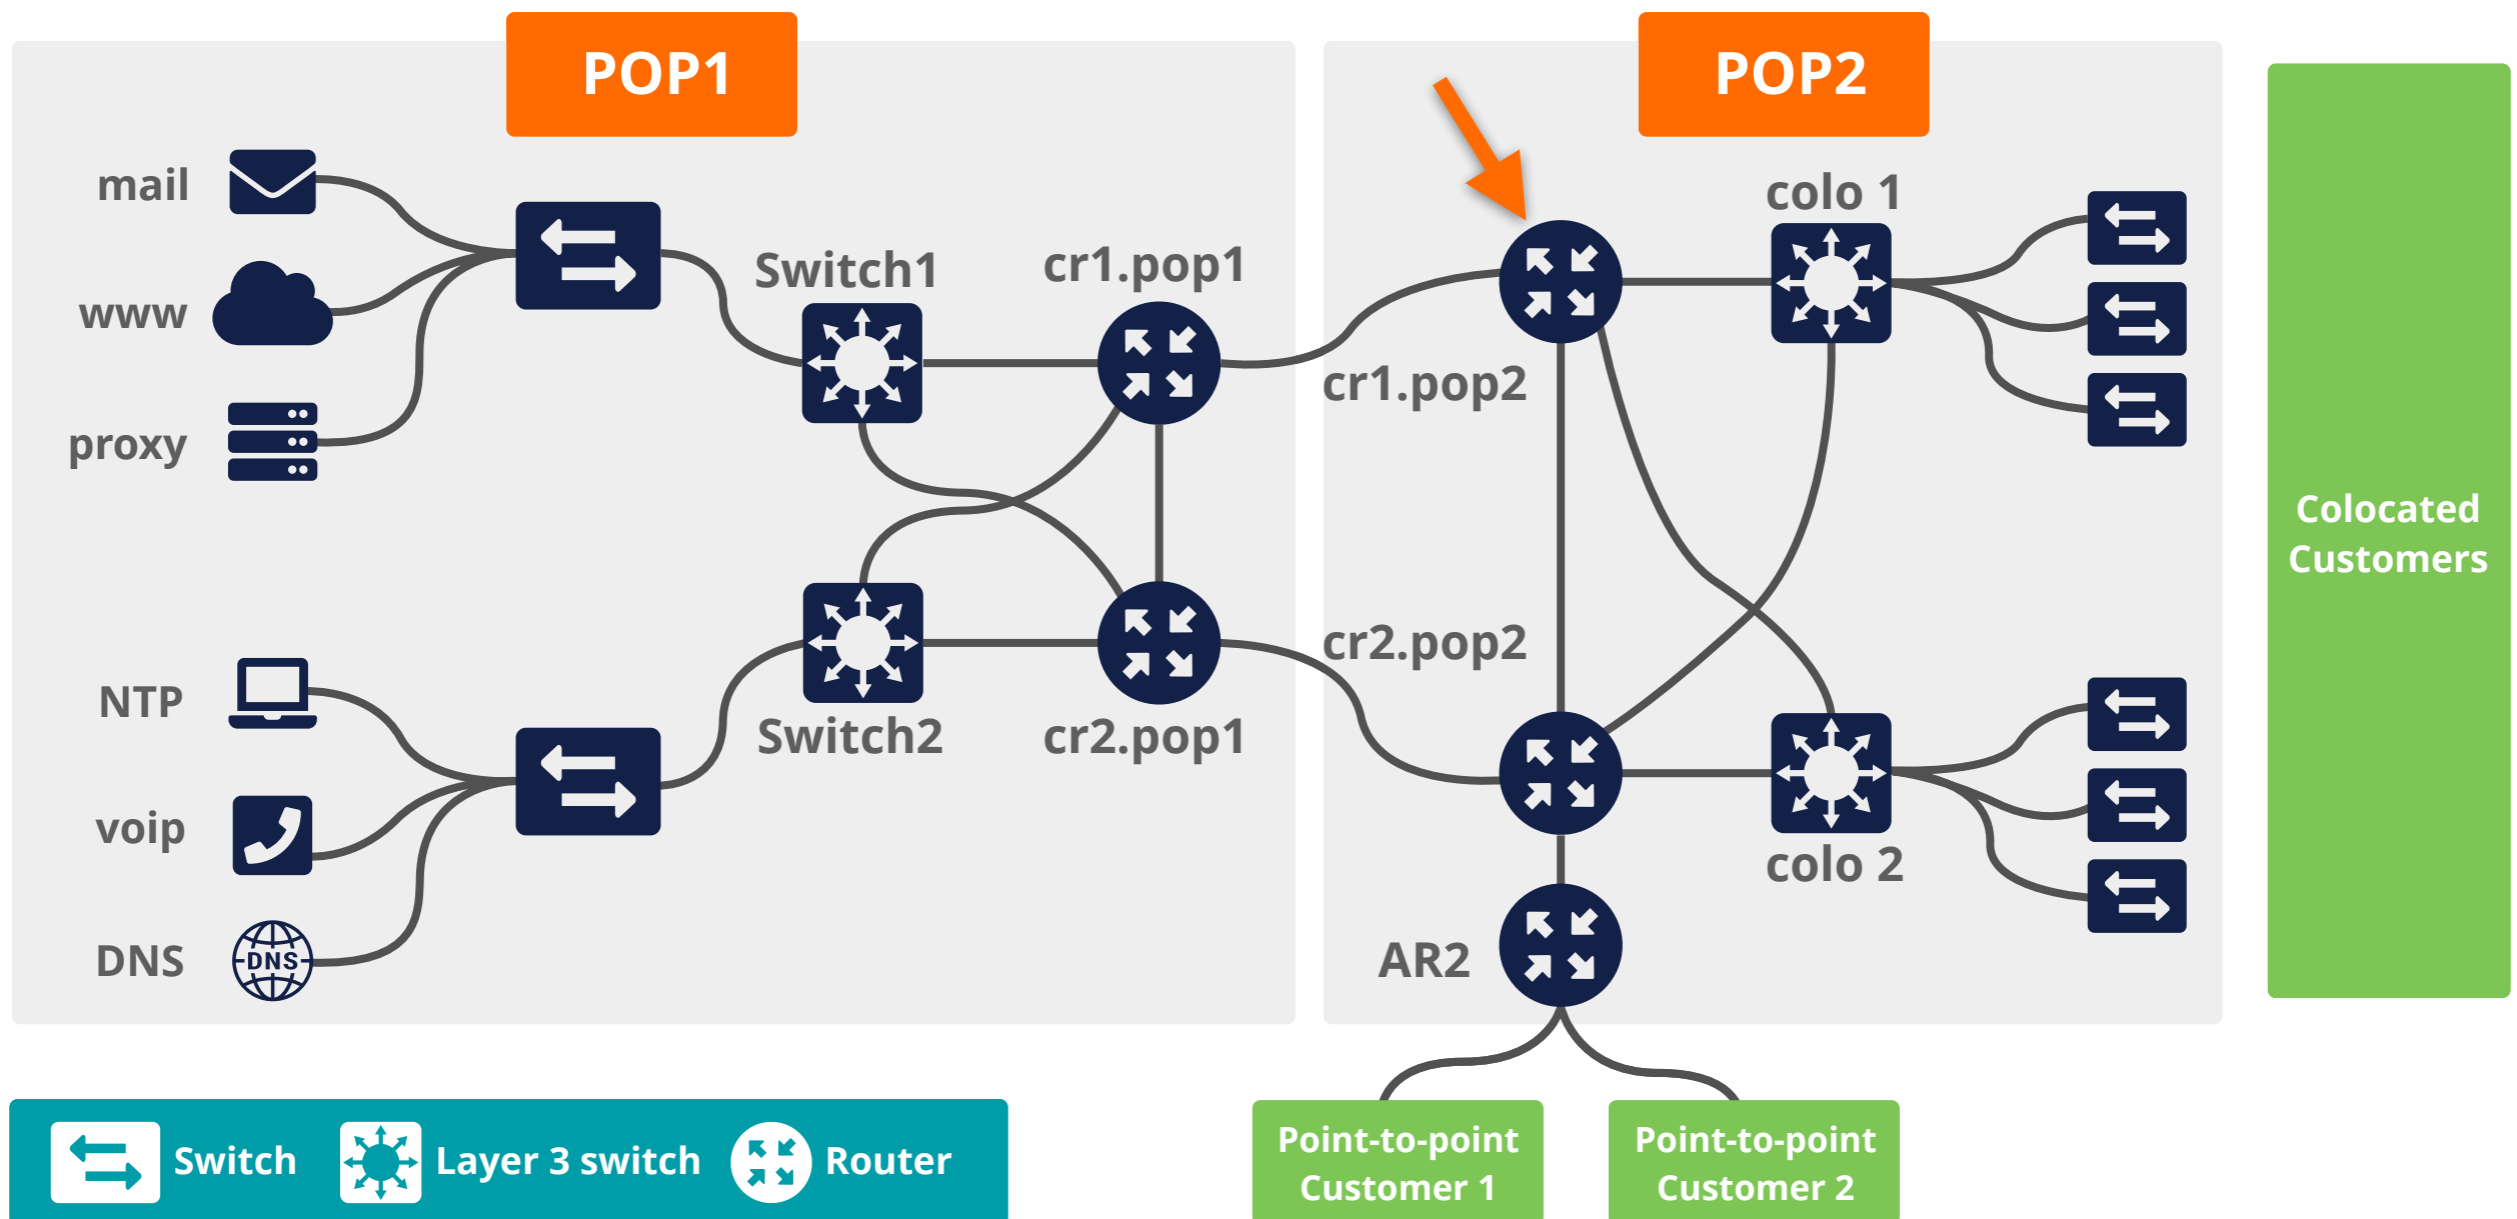 POP1
POP2
mail
www
proxy
NTP
voip
DNS
DNS
Switch1
cr1.pop1
Switch2
cr2.pop1
cr1.pop2
cr2.pop2
colo 1
colo 2
AR2
Colocated
Customers
Point-to-point
Customer 1
Point-to-point
Customer 2
Switch
Layer 3 switch
Router